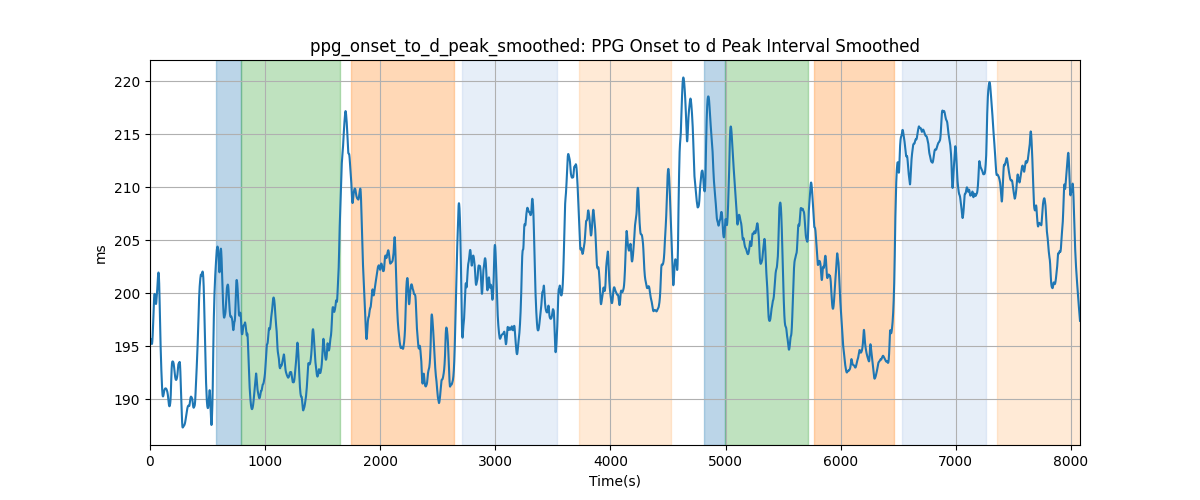 ppg_onset_to_d_peak_smoothed: PPG Onset to d Peak Interval Smoothed
ms
220
215
210
205
200
195
190
0 1000 2000 3000 4000 5000 6000 7000 8000
Time(s)